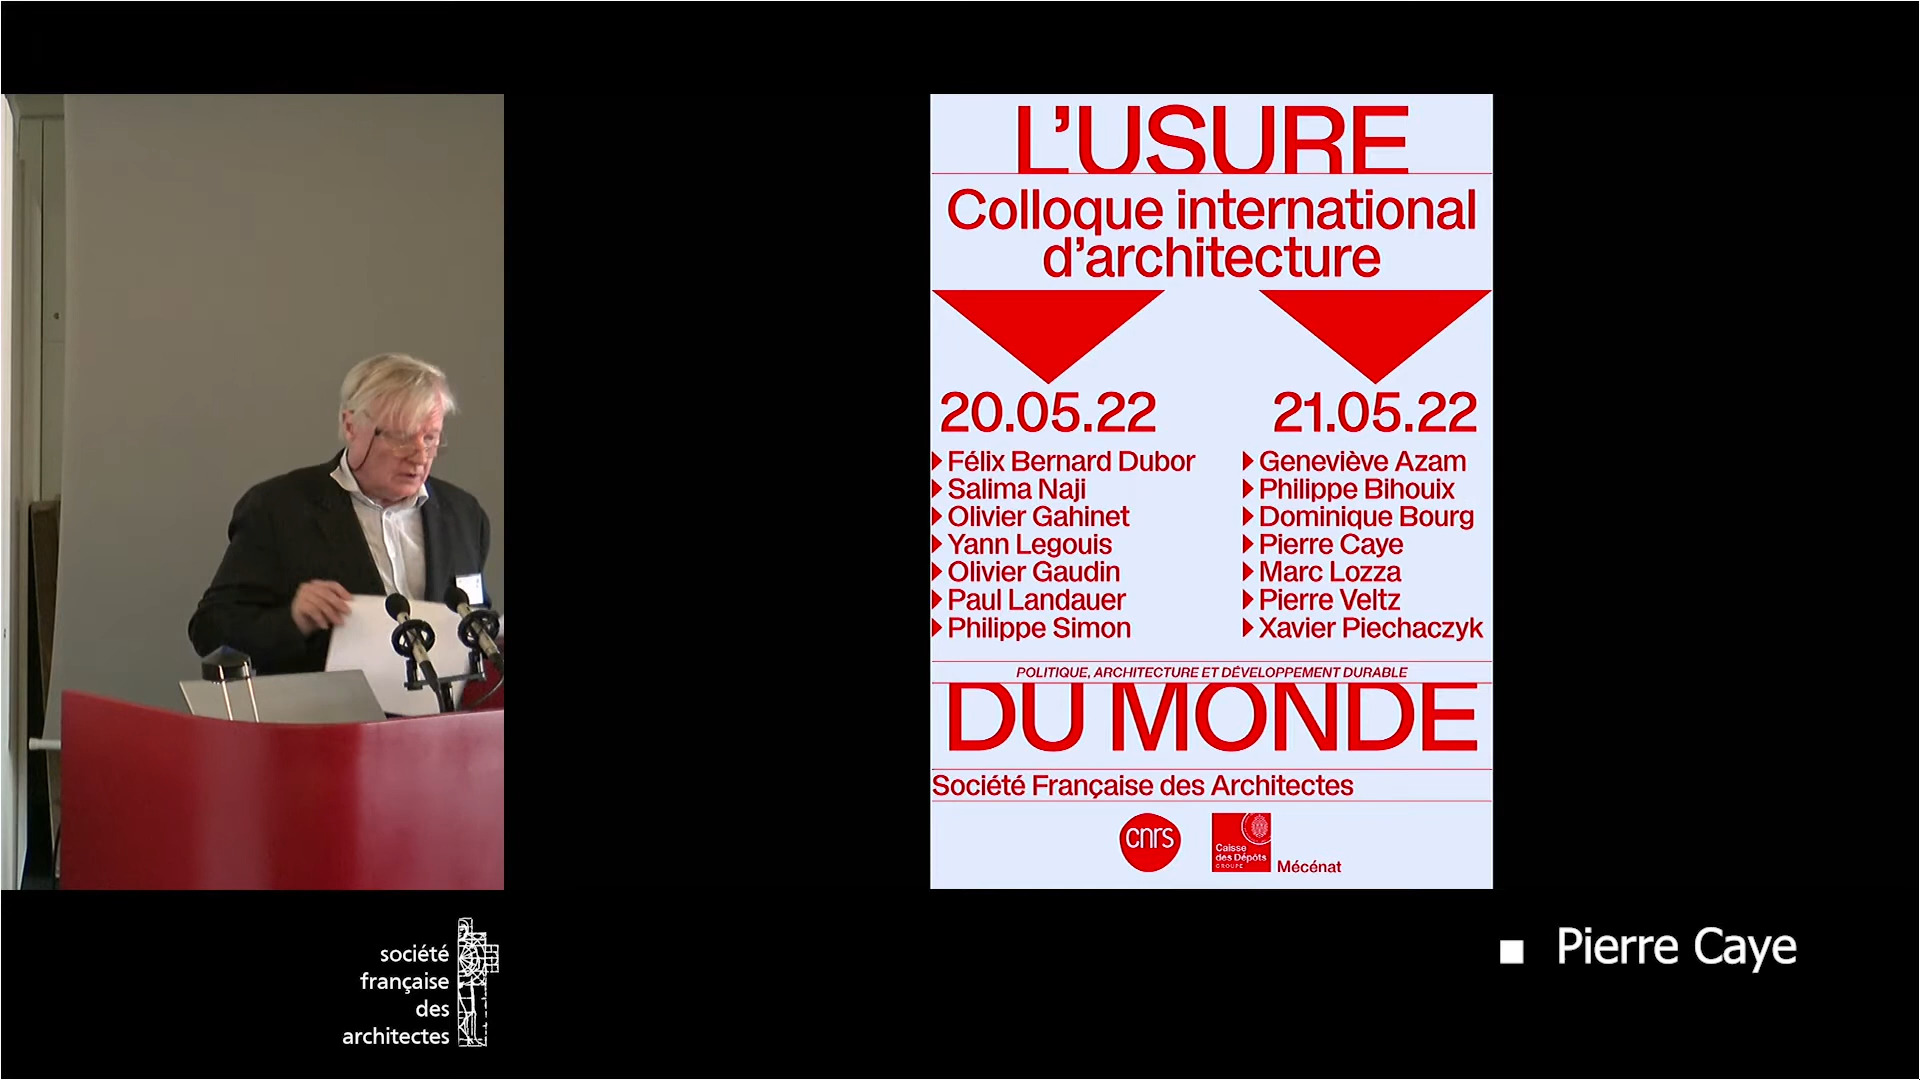 L'USURE
Colloque international
d'architecture
20.05.22
Félix Bernard Dubor
Salima Naji
Olivier Gahinet
Yann Legouis
Olivier Gaudin
Paul Landauer
Philippe Simon
21.05.22
Geneviève Azam
Philippe Bihouix
Dominique Bourg
Pierre Caye
Marc Lozza
Pierre Veltz
Xavier Piechaczyk
POLITIQUE, ARCHITECTURE ET DÉVELOPPEMENT DURABLE
DU MONDE
Société Française des Architectes
cnrs
Caisse
des Dépôts
GROUPE
Mécénat
société
française
des
architectes
Pierre Caye